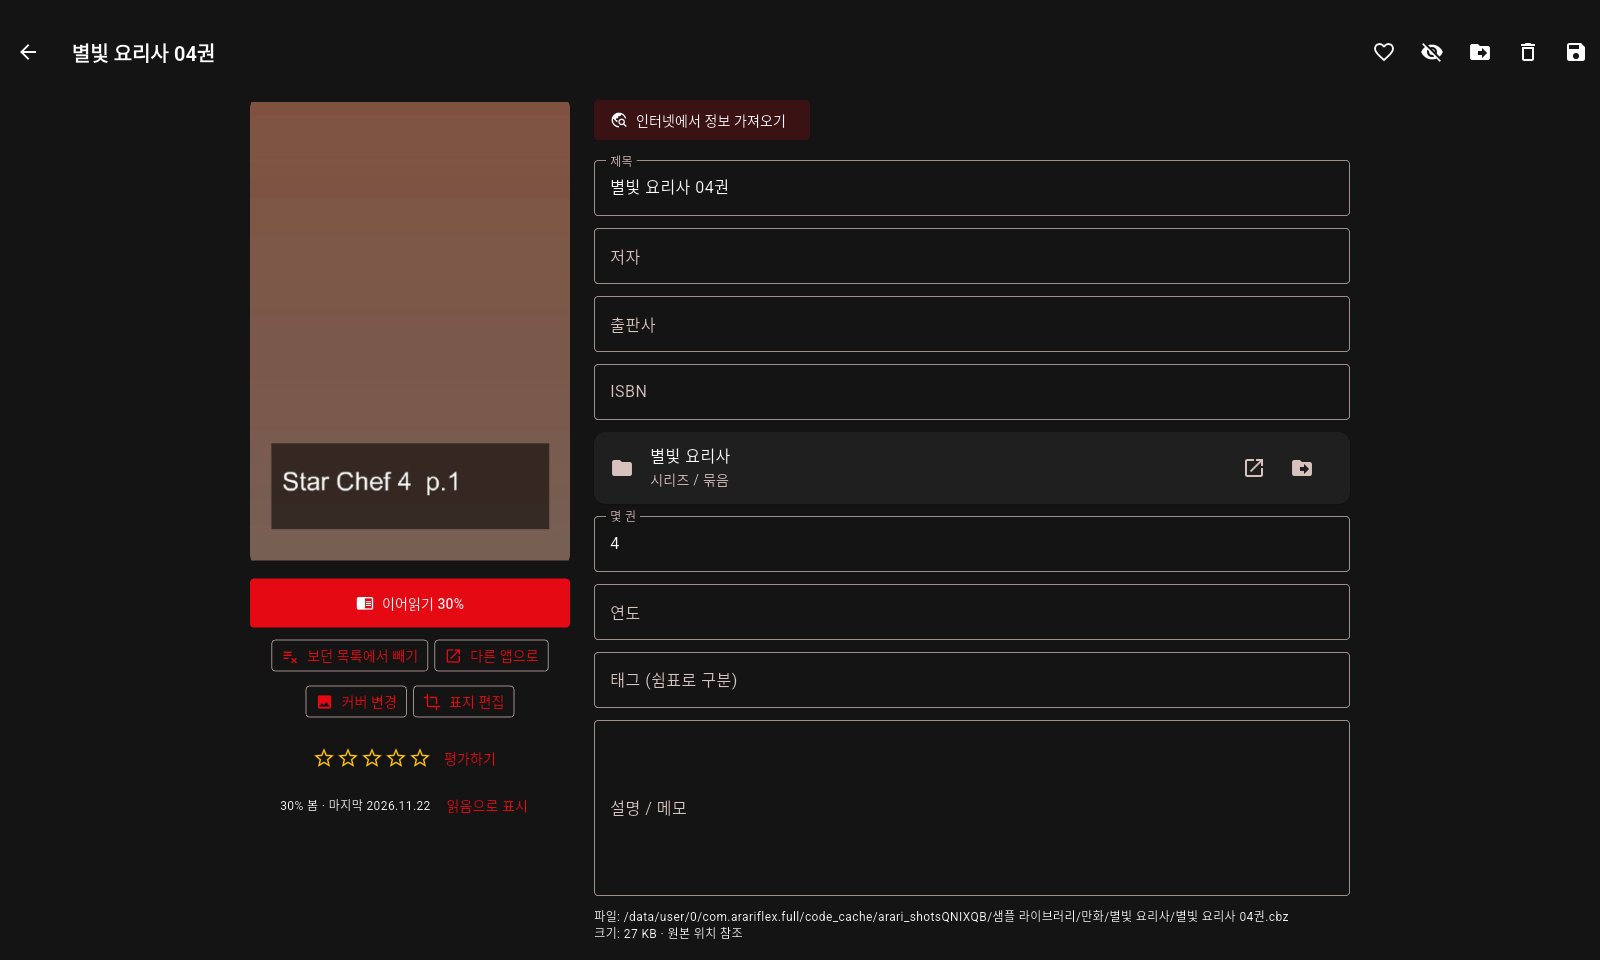 별빛 요리사 04권
Star Chef 4 p.1
이어읽기 30%
보던 목록에서 빼기
다른 앱으로
커버 변경
표지 편집
평가하기
30% 봄 · 마지막 2026.11.22
읽음으로 표시
인터넷에서 정보 가져오기
제목
별빛 요리사 04권
저자
출판사
ISBN
별빛 요리사
시리즈 / 묶음
몇 권
4
연도
태그 (쉼표로 구분)
설명 / 메모
파일: /data/user/0/com.arariflex.full/code_cache/arari_shotsQNIXQB/샘플 라이브러리/만화/별빛 요리사/별빛 요리사 04권.cbz
크기: 27 KB · 원본 위치 참조